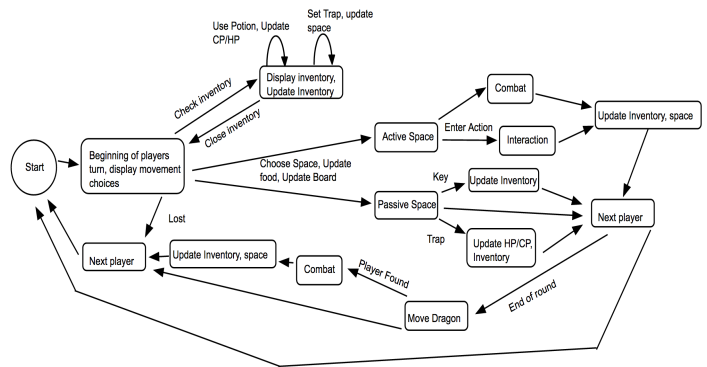 Use Potion, Update
CP/HP
Set Trap, update
space
Display inventory,
Update Inventory
Check inventory
Close inventory
Start
Beginning of players
turn, display movement
choices
Choose Space, Update
food, Update Board
Active Space
Enter Action
Combat
Interaction
Update Inventory, space
Passive Space
Key
Update Inventory
Trap
Update HP/CP,
Inventory
Next player
Lost
Next player
Update Inventory, space
Combat
Player Found
Move Dragon
End of round